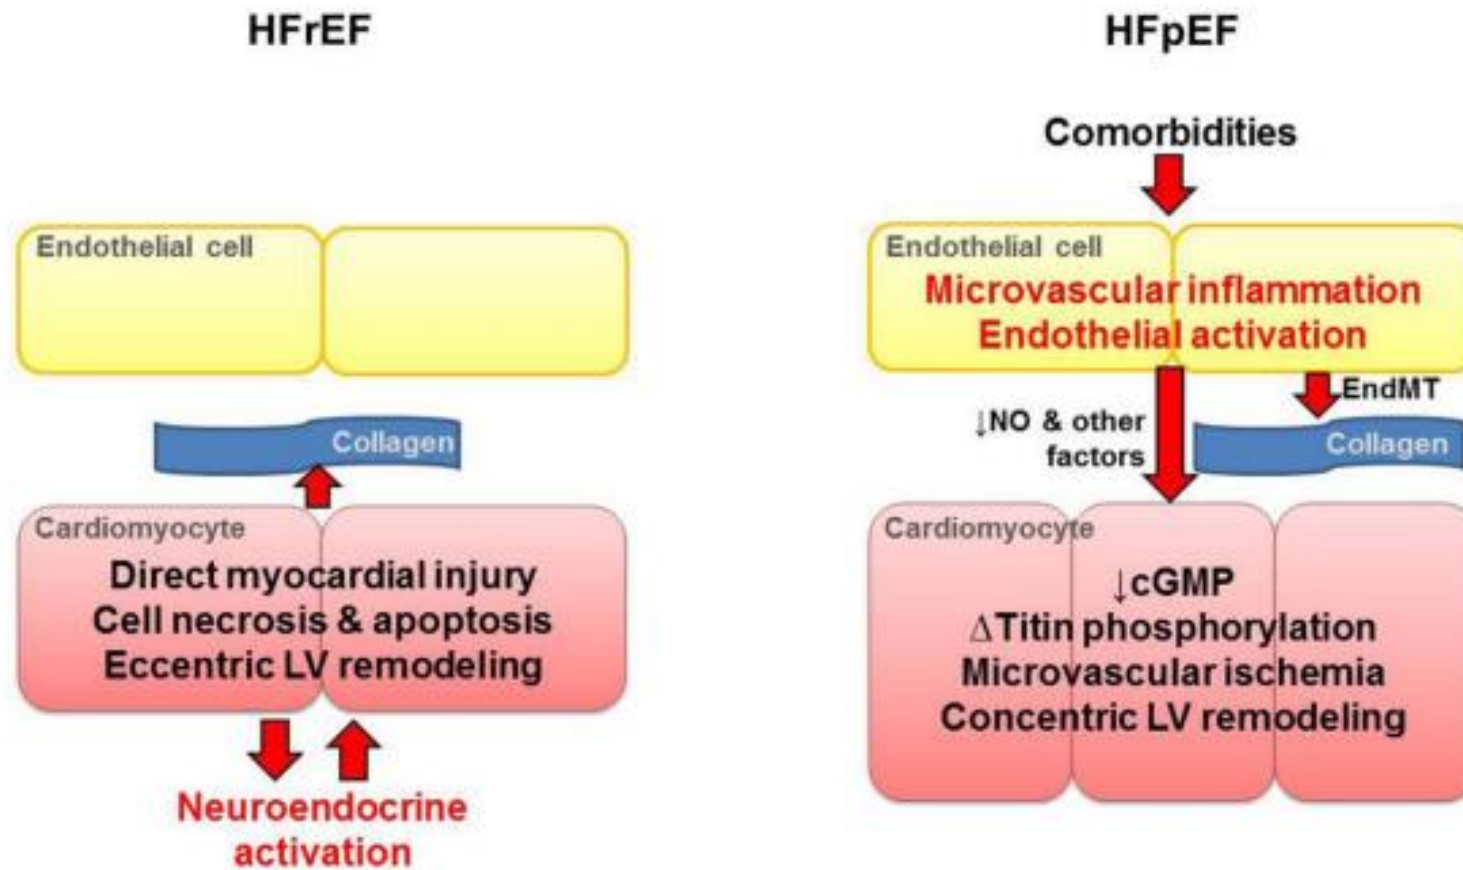 HFrEF
Endothelial cell
Collagen
Cardiomyocyte
Direct myocardial injury
Cell necrosis & apoptosis
Eccentric LV remodeling
Neuroendocrine
activation
HFpEF
Comorbidities
Endothelial cell
Microvascular inflammation
Endothelial activation
EndMT
↓NO & other
factors
Collagen
Cardiomyocyte
↓cGMP
ΔTitin phosphorylation
Microvascular ischemia
Concentric LV remodeling